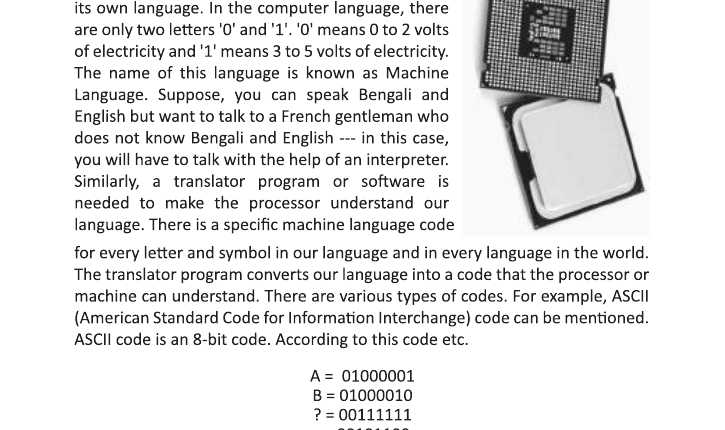 its own language. In the computer language, there
are only two letters '0' and '1'. '0' means 0 to 2 volts
of electricity and '1' means 3 to 5 volts of electricity.
The name of this language is known as Machine
Language. Suppose, you can speak Bengali and
English but want to talk to a French gentleman who
does not know Bengali and English --- in this case,
you will have to talk with the help of an interpreter.
Similarly, a translator program or software is
needed to make the processor understand our
language. There is a specific machine language code
for every letter and symbol in our language and in every language in the world.
The translator program converts our language into a code that the processor or
machine can understand. There are various types of codes. For example, ASCII
(American Standard Code for Information Interchange) code can be mentioned.
ASCII code is an 8-bit code. According to this code etc.
A = 01000001
B = 01000010
? = 00111111